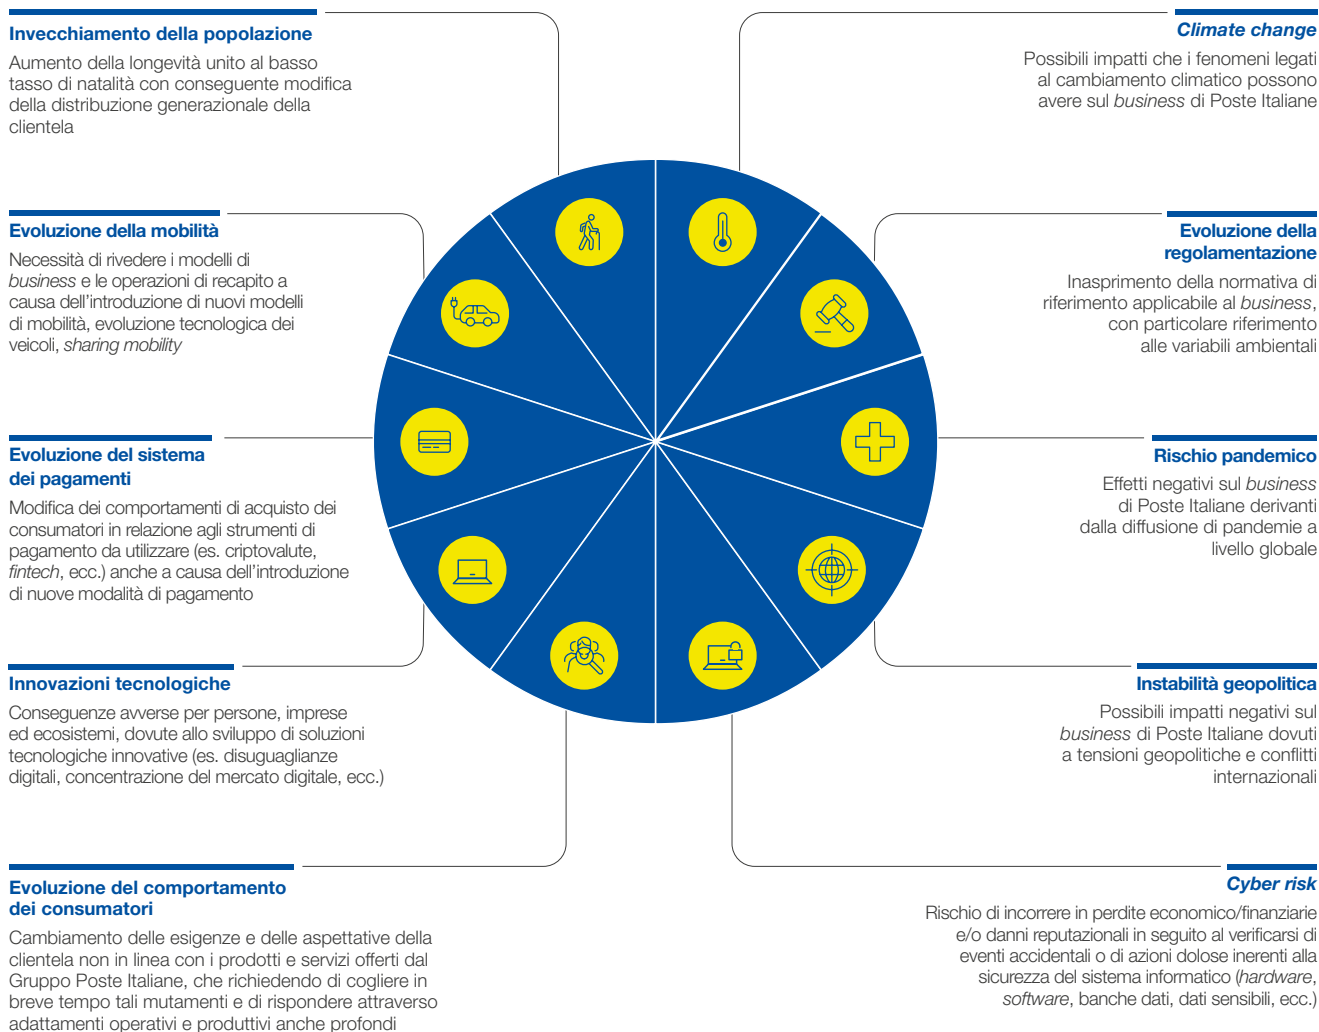 Invecchiamento della popolazione
Aumento della longevità unito al basso
tasso di natalità con conseguente modifica
della distribuzione generazionale della
clientela
Evoluzione della mobilità
Necessità di rivedere i modelli di
business e le operazioni di recapito a
causa dell'introduzione di nuovi modelli
di mobilità, evoluzione tecnologica dei
veicoli, sharing mobility
Evoluzione del sistema
dei pagamenti
Modifica dei comportamenti di acquisto dei
consumatori in relazione agli strumenti di
pagamento da utilizzare (es. criptovalute,
fintech, ecc.) anche a causa dell'introduzione
di nuove modalità di pagamento
Innovazioni tecnologiche
Conseguenze avverse per persone, imprese
ed ecosistemi, dovute allo sviluppo di soluzioni
tecnologiche innovative (es. disuguaglianze
digitali, concentrazione del mercato digitale, ecc.)
Evoluzione del comportamento
dei consumatori
Cambiamento delle esigenze e delle aspettative della
clientela non in linea con i prodotti e servizi offerti dal
Gruppo Poste Italiane, che richiedendo di cogliere in
breve tempo tali mutamenti e di rispondere attraverso
adattamenti operativi e produttivi anche profondi
Climate change
Possibili impatti che i fenomeni legati
al cambiamento climatico possono
avere sul business di Poste Italiane
Evoluzione della
regolamentazione
Inasprimento della normativa di
riferimento applicabile al business,
con particolare riferimento
alle variabili ambientali
Rischio pandemico
Effetti negativi sul business
di Poste Italiane derivanti
dalla diffusione di pandemie a
livello globale
Instabilità geopolitica
Possibili impatti negativi sul
business di Poste Italiane dovuti
a tensioni geopolitiche e conflitti
internazionali
Cyber risk
Rischio di incorrere in perdite economico/finanziarie
e/o danni reputazionali in seguito al verificarsi di
eventi accidentali o di azioni dolose inerenti alla
sicurezza del sistema informatico (hardware,
software, banche dati, dati sensibili, ecc.)